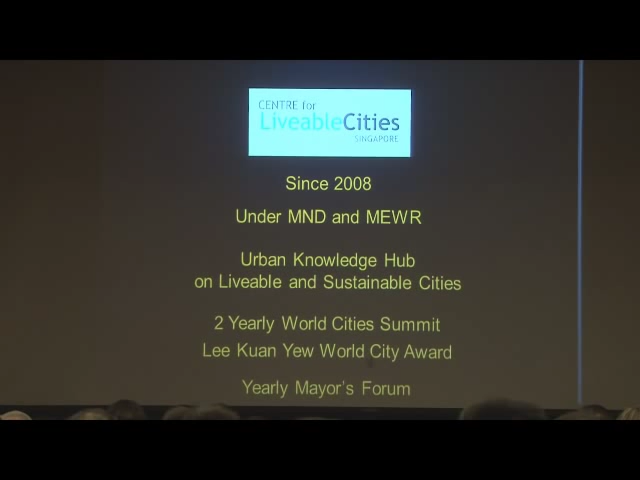 CENTRE for
LiveableCities
SINGAPORE
Since 2008
Under MND and MEWR
Urban Knowledge Hub
on Liveable and Sustainable Cities
2 Yearly World Cities Summit
Lee Kuan Yew World City Award
Yearly Mayor's Forum